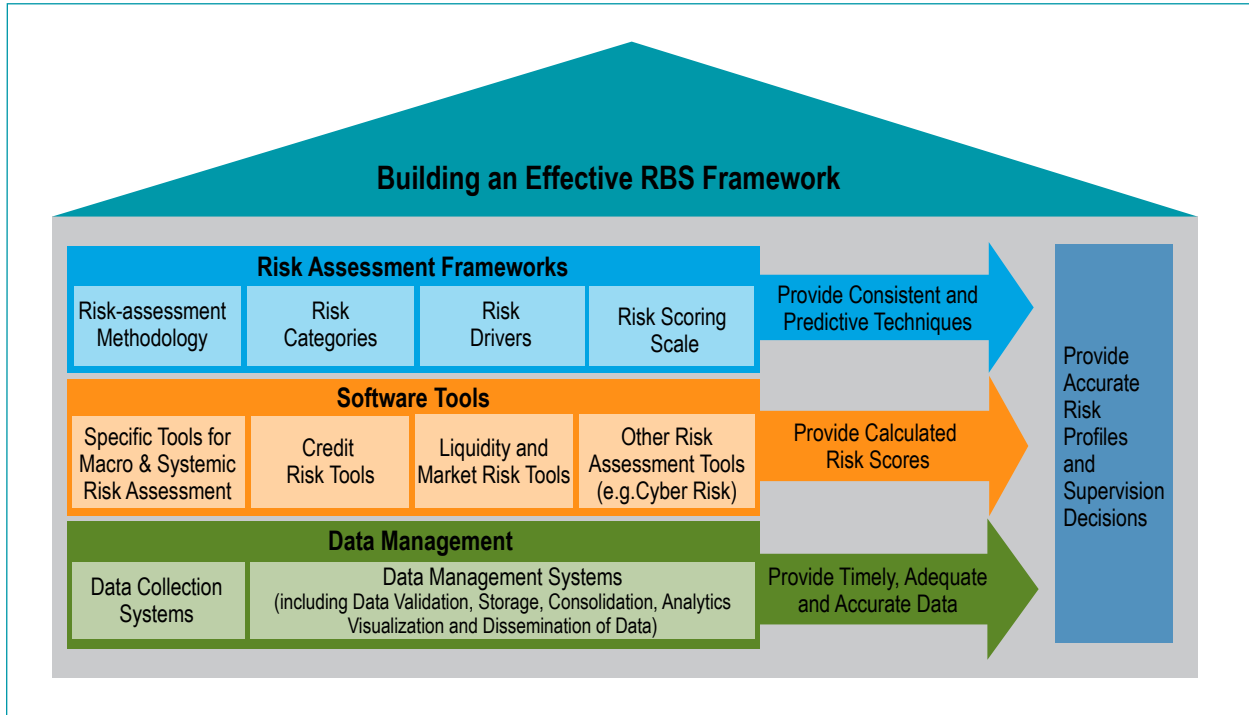 Building an Effective RBS Framework
Risk Assessment Frameworks
Risk-assessment
Methodology
Risk
Categories
Risk
Drivers
Risk Scoring
Scale
Provide Consistent and
Predictive Techniques
Software Tools
Specific Tools for
Macro & Systemic
Risk Assessment
Credit
Risk Tools
Liquidity and
Market Risk Tools
Other Risk
Assessment Tools
(e.g.Cyber Risk)
Provide Calculated
Risk Scores
Data Management
Data Collection
Systems
Data Management Systems
(including Data Validation, Storage, Consolidation, Analytics
Visualization and Dissemination of Data)
Provide Timely, Adequate
and Accurate Data
Provide
Accurate
Risk
Profiles
and
Supervision
Decisions